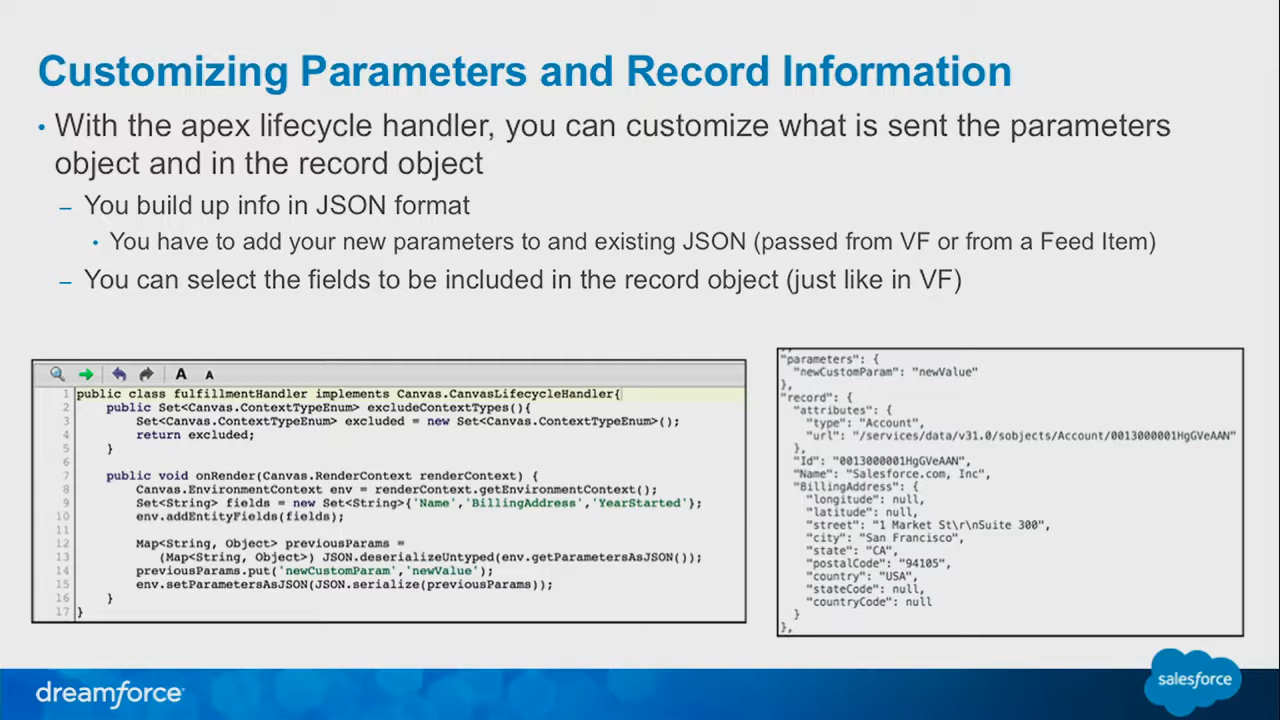 Customizing Parameters and Record Information
• With the apex lifecycle handler, you can customize what is sent the parameters
object and in the record object
– You build up info in JSON format
• You have to add your new parameters to and existing JSON (passed from VF or from a Feed Item)
– You can select the fields to be included in the record object (just like in VF)
A A
1 public class fulfillmentHandler implements Canvas.CanvasLifecycleHandler{
2 public Set<Canvas.ContextTypeEnum> excludeContextTypes(){
3 Set<Canvas.ContextTypeEnum> excluded = new Set<Canvas.ContextTypeEnum>();
4 return excluded;
5 }
6
7 public void onRender(Canvas.RenderContext renderContext) {
8 Canvas.EnvironmentContext env = renderContext.getEnvironmentContext();
9 Set<String> fields = new Set<String>{'Name','BillingAddress','YearStarted'};
10 env.addEntityFields(fields);
11
12 Map<String, Object> previousParams =
13 (Map<String, Object>) JSON.deserializeUntyped(env.getParametersAsJSON());
14 previousParams.put('newCustomParam','newValue');
15 env.setParametersAsJSON(JSON.serialize(previousParams));
16 }
17 }
"parameters": {
"newCustomParam": "newValue"
},
"record": {
"attributes": {
"type": "Account",
"url": "/services/data/v31.0/sobjects/Account/0013000001HgGVeAAN"
},
"Id": "0013000001HgGVeAAN",
"Name": "Salesforce.com, Inc",
"BillingAddress": {
"longitude": null,
"latitude": null,
"street": "1 Market St\r\nSuite 300",
"city": "San Francisco",
"state": "CA",
"postalCode": "94105",
"country": "USA",
"stateCode": null,
"countryCode": null
}
},
dreamforce
salesforce